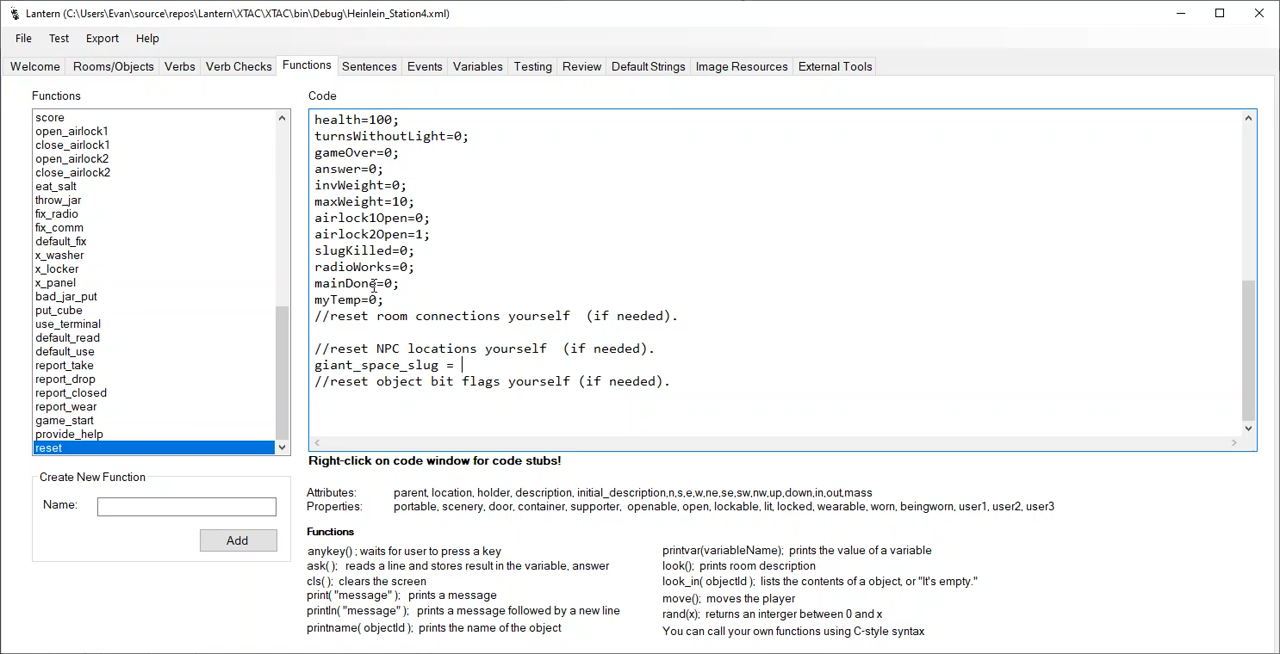 Lantern (C:\Users\Evan\source\repos\Lantern\XTAC\XTAC\bin\Debug\Heinlein_Station4.xml)
File Test Export Help
Welcome Rooms/Objects Verbs Verb Checks Functions Sentences Events Variables Testing Review Default Strings Image Resources External Tools
Functions
score
open_airlock1
close_airlock1
open_airlock2
close_airlock2
eat_salt
throw_jar
fix_radio
fix_comm
default_fix
x_washer
x_locker
x_panel
bad_jar_put
put_cube
use_terminal
default_read
default_use
report_take
report_drop
report_closed
report_wear
game_start
provide_help
reset
Create New Function
Name:
Add
Code
health=100;
turnsWithoutLight=0;
gameOver=0;
answer=0;
invWeight=0;
maxWeight=10;
airlock1Open=0;
airlock2Open=1;
slugKilled=0;
radioWorks=0;
mainDone=0;
myTemp=0;
//reset room connections yourself  (if needed).
//reset NPC locations yourself  (if needed).
giant_space_slug =
//reset object bit flags yourself (if needed).
Right-click on code window for code stubs!
Attributes: parent, location, holder, description, initial_description,n,s,e,w,ne,se,sw,nw,up,down,in,out,mass
Properties: portable, scenery, door, container, supporter, openable, open, lockable, lit, locked, wearable, worn, beingworn, user1, user2, user3
Functions
anykey() ; waits for user to press a key
ask( ); reads a line and stores result in the variable, answer
cls( ); clears the screen
print( "message" ); prints a message
println( "message" ); prints a message followed by a new line
printname( objectId ); prints the name of the object
printvar(variableName); prints the value of a variable
look(); prints room description
look_in( objectId ); lists the contents of a object, or "It's empty."
move(); moves the player
rand(x); returns an interger between 0 and x
You can call your own functions using C-style syntax